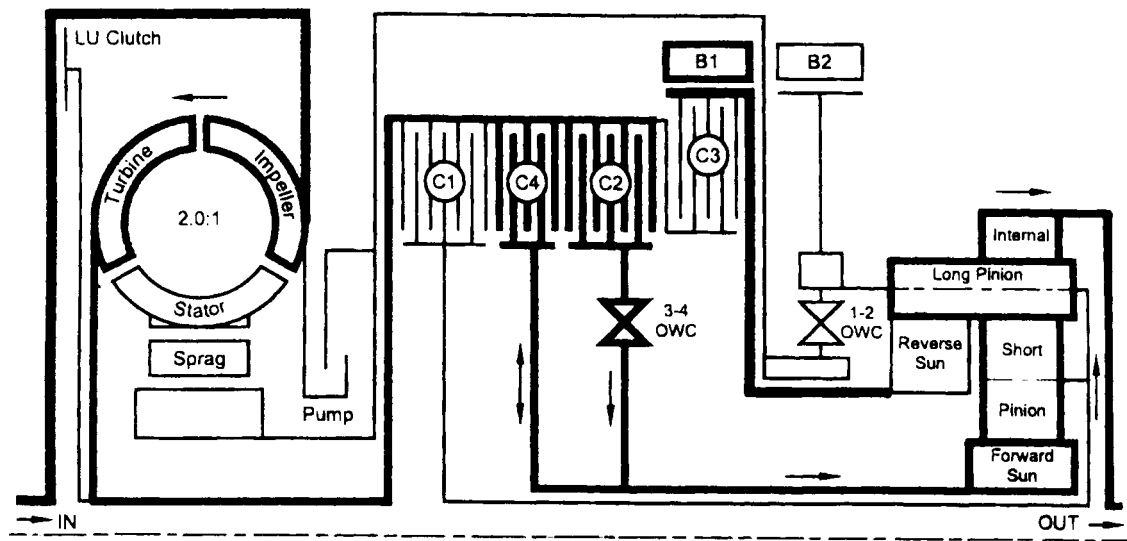 LU Clutch
B1
B2
Turbine
Impeller
2.0:1
Stator
Sprag
Pump
C1
C4
C2
C3
3-4
OWC
1-2
OWC
Internal
Long Pinion
Reverse
Sun
Short
Pinion
Forward
Sun
IN
OUT